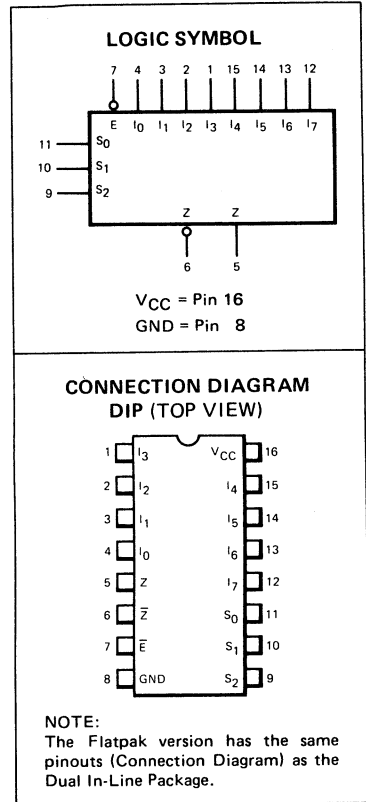 LOGIC SYMBOL
7 4 3 2 1 15 14 13 12
E I0 I1 I2 I3 I4 I5 I6 I7
11 S0
10 S1
9 S2
Z Z
6 5
VCC = Pin 16
GND = Pin 8
CONNECTION DIAGRAM
DIP (TOP VIEW)
1 I3 VCC 16
2 I2 I4 15
3 I1 I5 14
4 I0 I6 13
5 Z I7 12
6 Z̅ S0 11
7 E̅ S1 10
8 GND S2 9
NOTE:
The Flatpak version has the same
pinouts (Connection Diagram) as the
Dual In-Line Package.